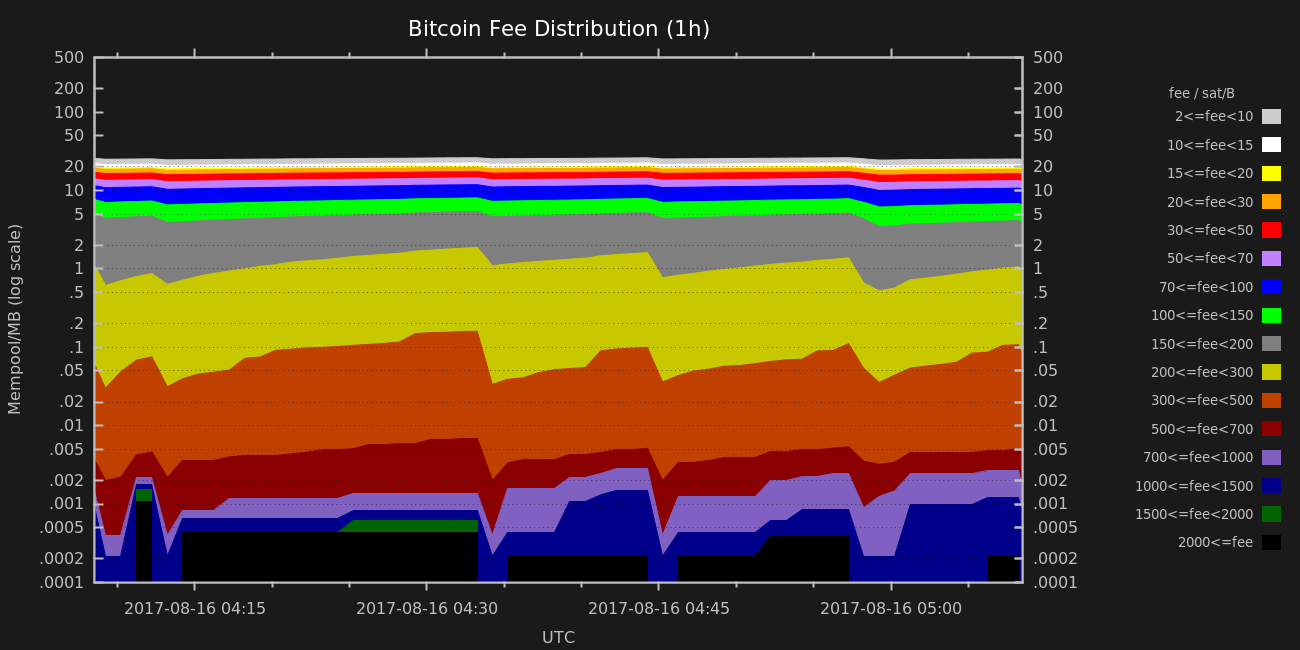 Bitcoin Fee Distribution (1h)
Mempool/MB (log scale)
500
200
100
50
20
10
5
2
1
.5
.2
.1
.05
.02
.01
.005
.002
.001
.0005
.0002
.0001
500
200
100
50
20
10
5
2
1
.5
.2
.1
.05
.02
.01
.005
.002
.001
.0005
.0002
.0001
2017-08-16 04:15
2017-08-16 04:30
2017-08-16 04:45
2017-08-16 05:00
UTC
fee / sat/B
2<=fee<10
10<=fee<15
15<=fee<20
20<=fee<30
30<=fee<50
50<=fee<70
70<=fee<100
100<=fee<150
150<=fee<200
200<=fee<300
300<=fee<500
500<=fee<700
700<=fee<1000
1000<=fee<1500
1500<=fee<2000
2000<=fee